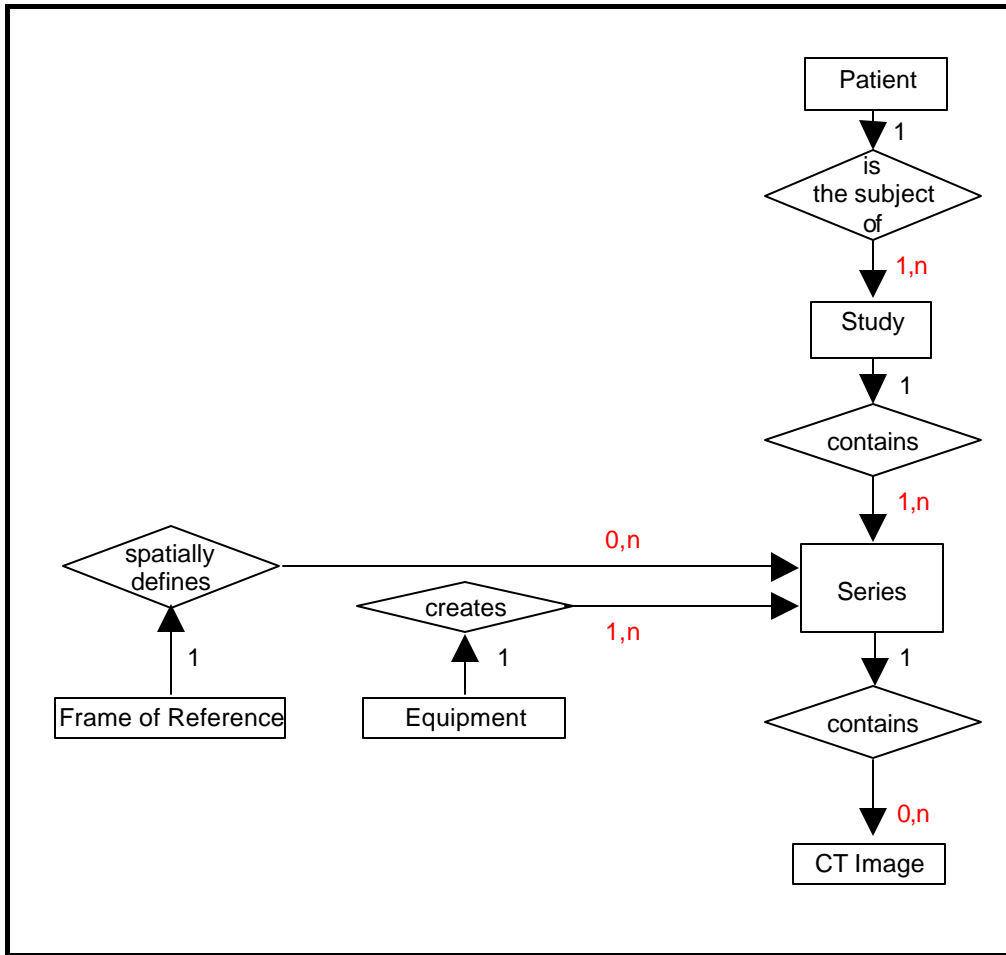 Patient
1
is
the subject
of
1,n
Study
1
contains
1,n
spatially
defines
0,n
Series
creates
1,n
1
1
1
Frame of Reference
Equipment
contains
0,n
CT Image